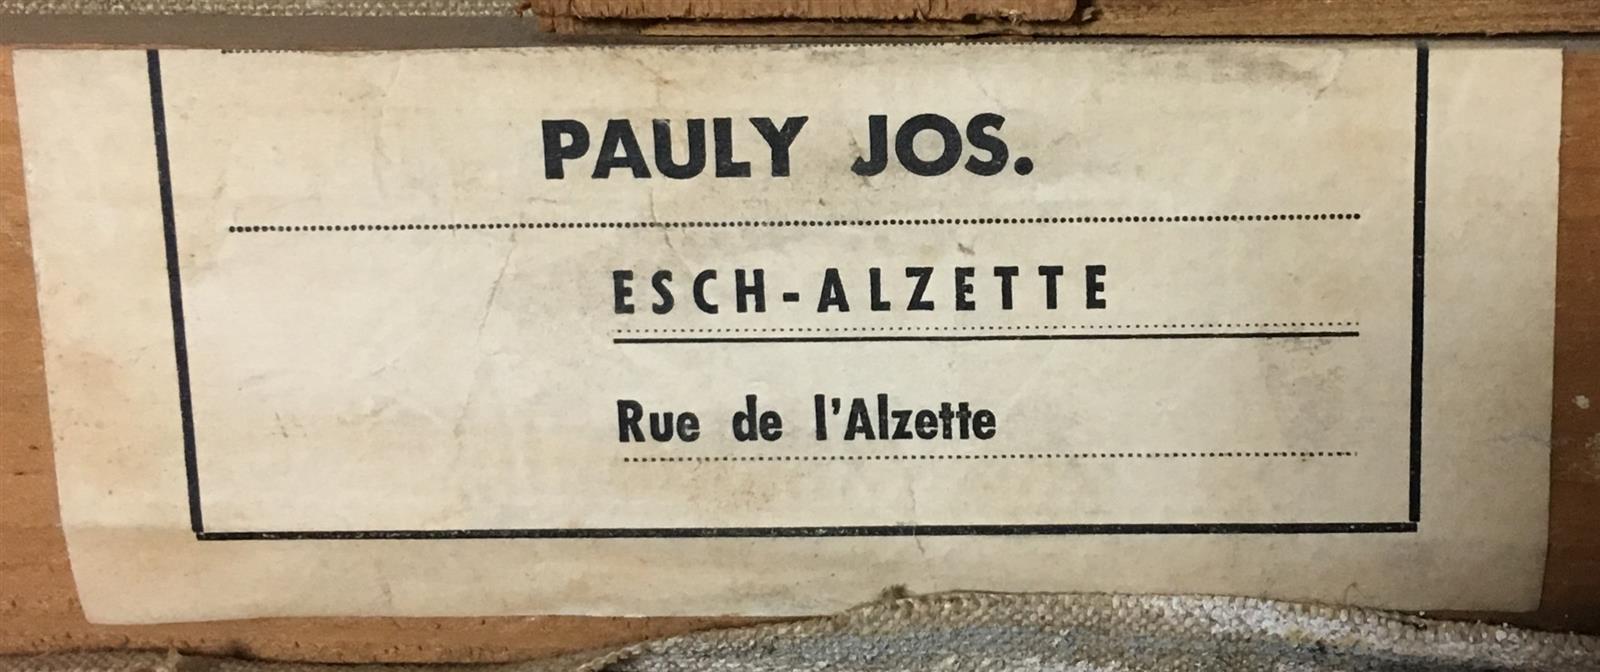 PAULY JOS.
ESCH-ALZETTE
Rue de l'Alzette